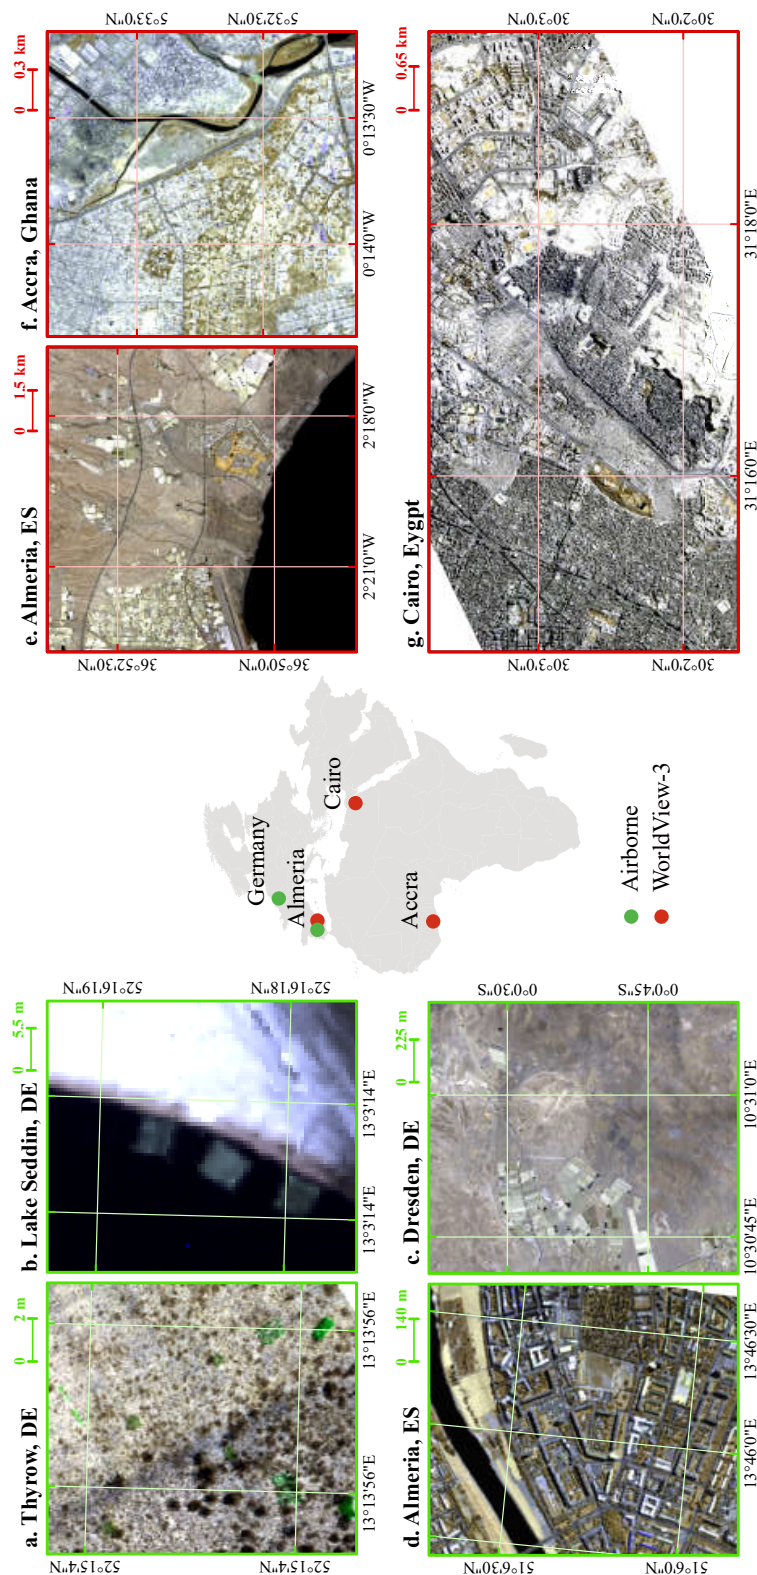 a. Thyrow, DE
0 2 m
52°15'4"N
52°15'4"N
13°13'56"E
13°13'56"E
b. Lake Seddin, DE
0 5.5 m
52°16'19"N
52°16'18"N
13°3'14"E
13°3'14"E
d. Almeria, ES
0 140 m
51°6'30"N
51°6'0"N
13°46'0"E
13°46'30"E
c. Dresden, DE
0 225 m
0°0'30"S
0°0'45"S
10°30'45"E
10°31'0"E
Germany
Almeria
Cairo
Accra
Airborne
WorldView-3
e. Almeria, ES
0 1.5 km
36°52'30"N
36°50'0"N
2°21'0"W
2°18'0"W
f. Accra, Ghana
0 0.3 km
5°33'0"N
5°32'30"N
0°14'0"W
0°13'30"W
g. Cairo, Eygpt
0 0.65 km
30°3'0"N
30°2'0"N
30°3'0"N
30°2'0"N
31°16'0"E
31°18'0"E